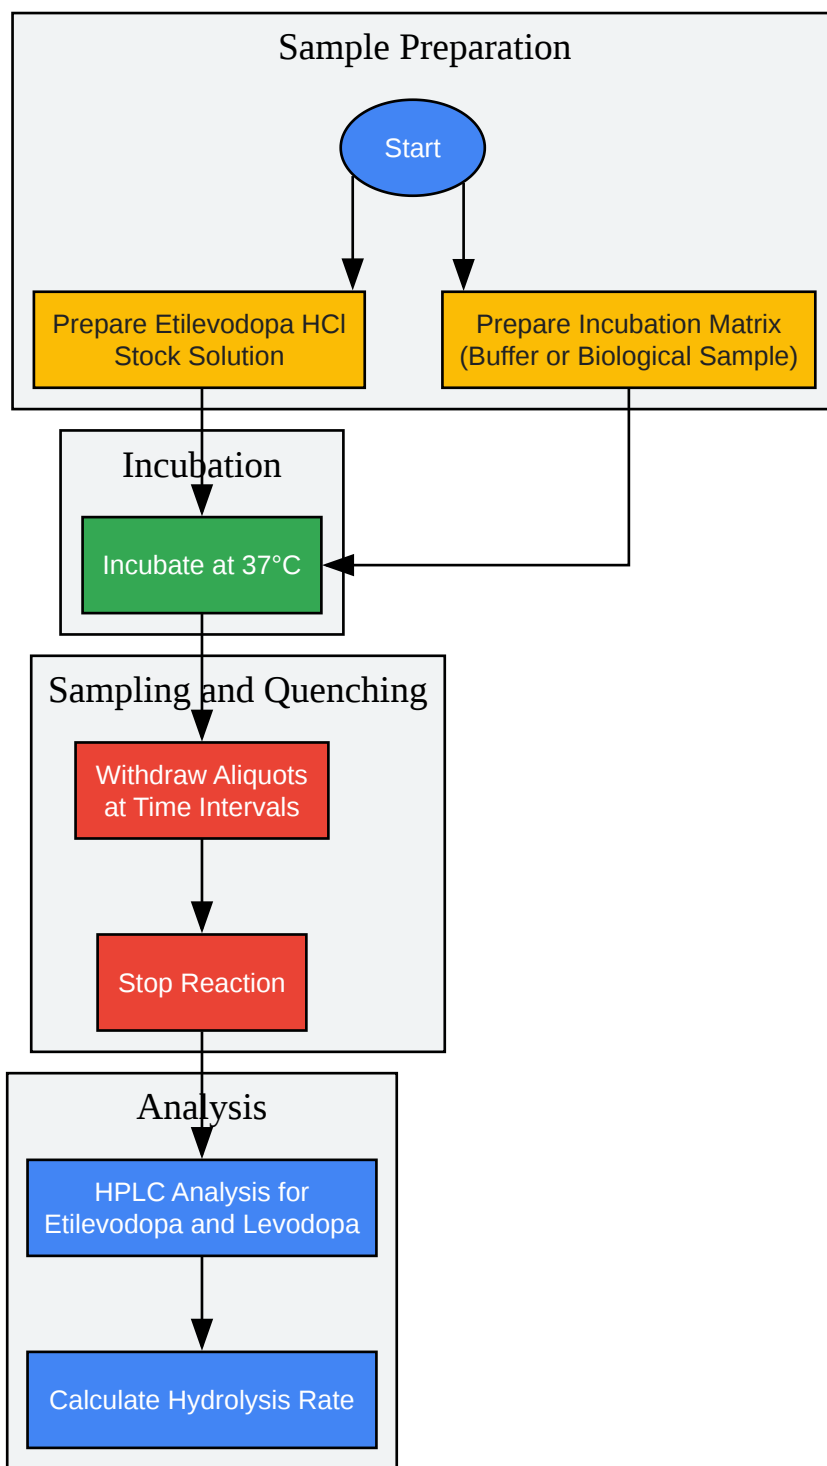 Sample Preparation
Start
Prepare Etilevodopa HCl
Stock Solution
Prepare Incubation Matrix
(Buffer or Biological Sample)
Incubation
Incubate at 37°C
Sampling and Quenching
Withdraw Aliquots
at Time Intervals
Stop Reaction
Analysis
HPLC Analysis for
Etilevodopa and Levodopa
Calculate Hydrolysis Rate